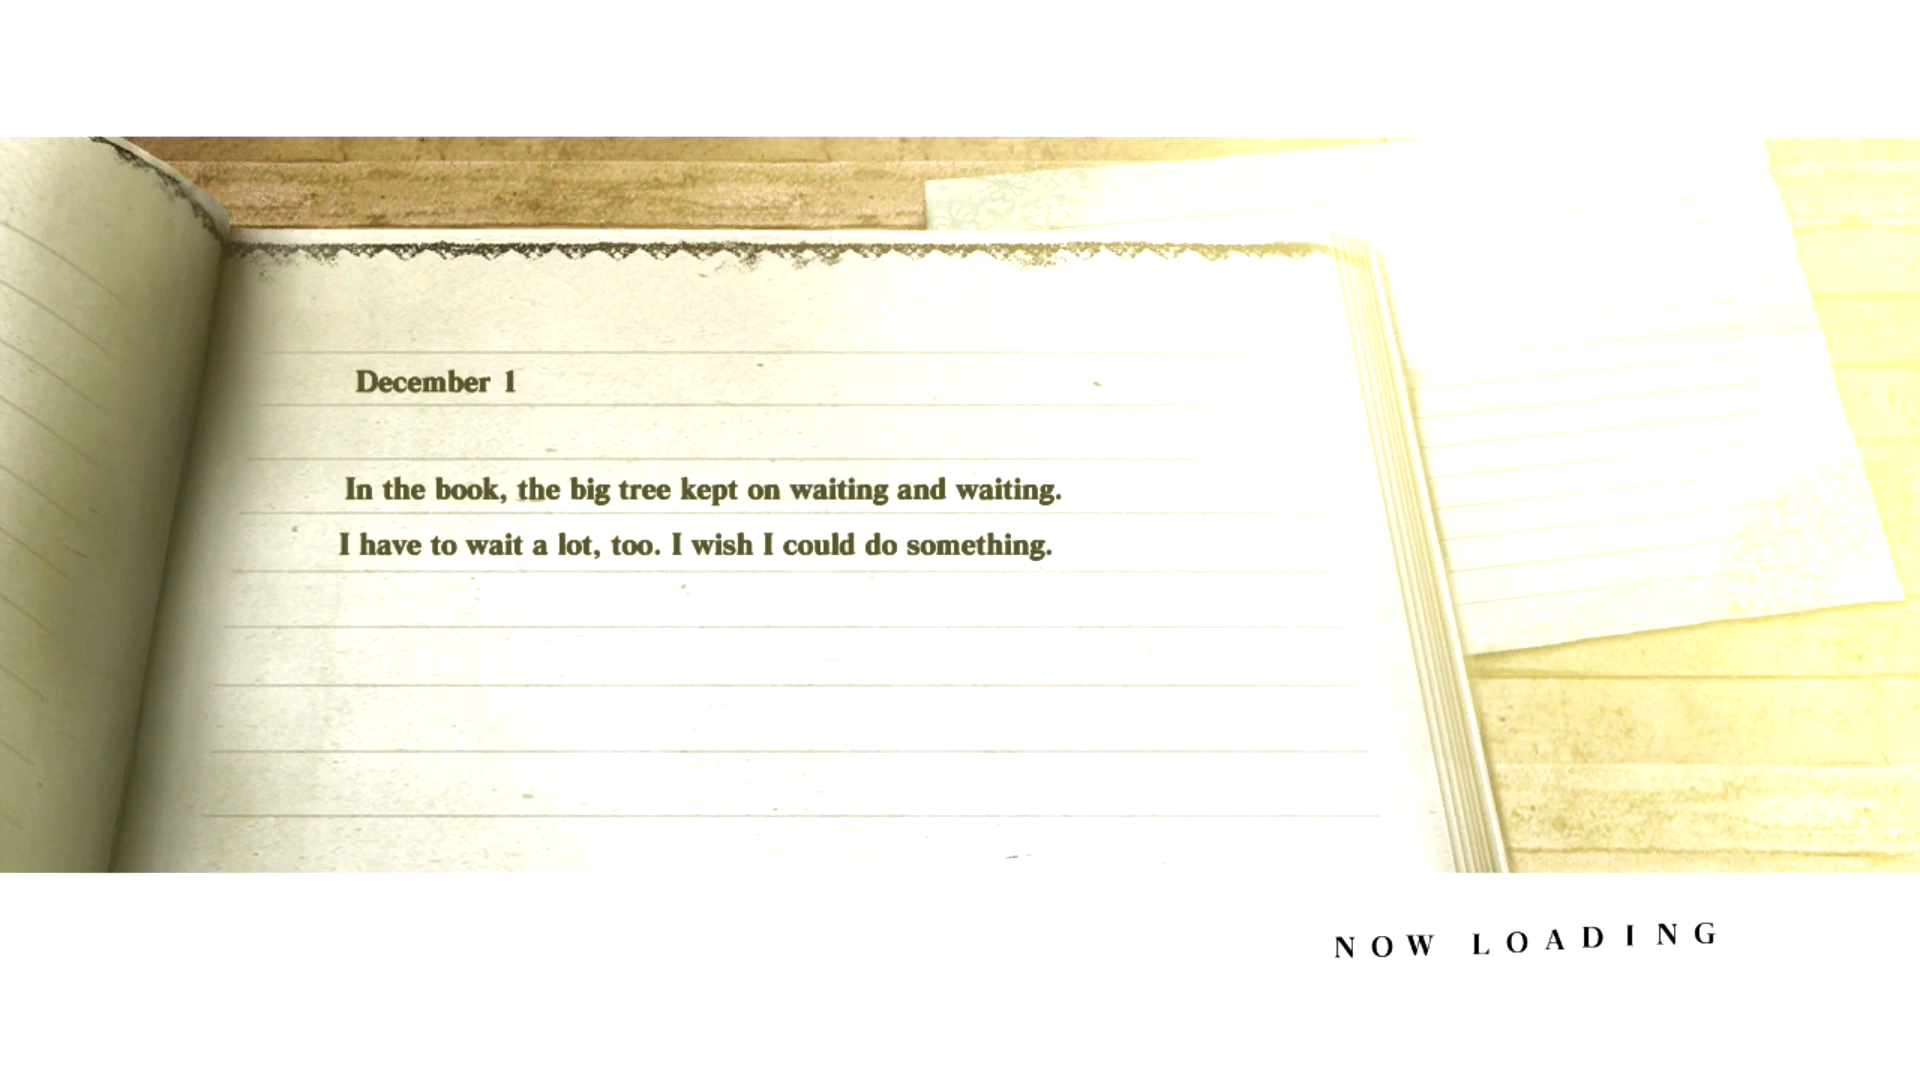 December 1
In the book, the big tree kept on waiting and waiting.
I have to wait a lot, too. I wish I could do something.
NOW LOADING